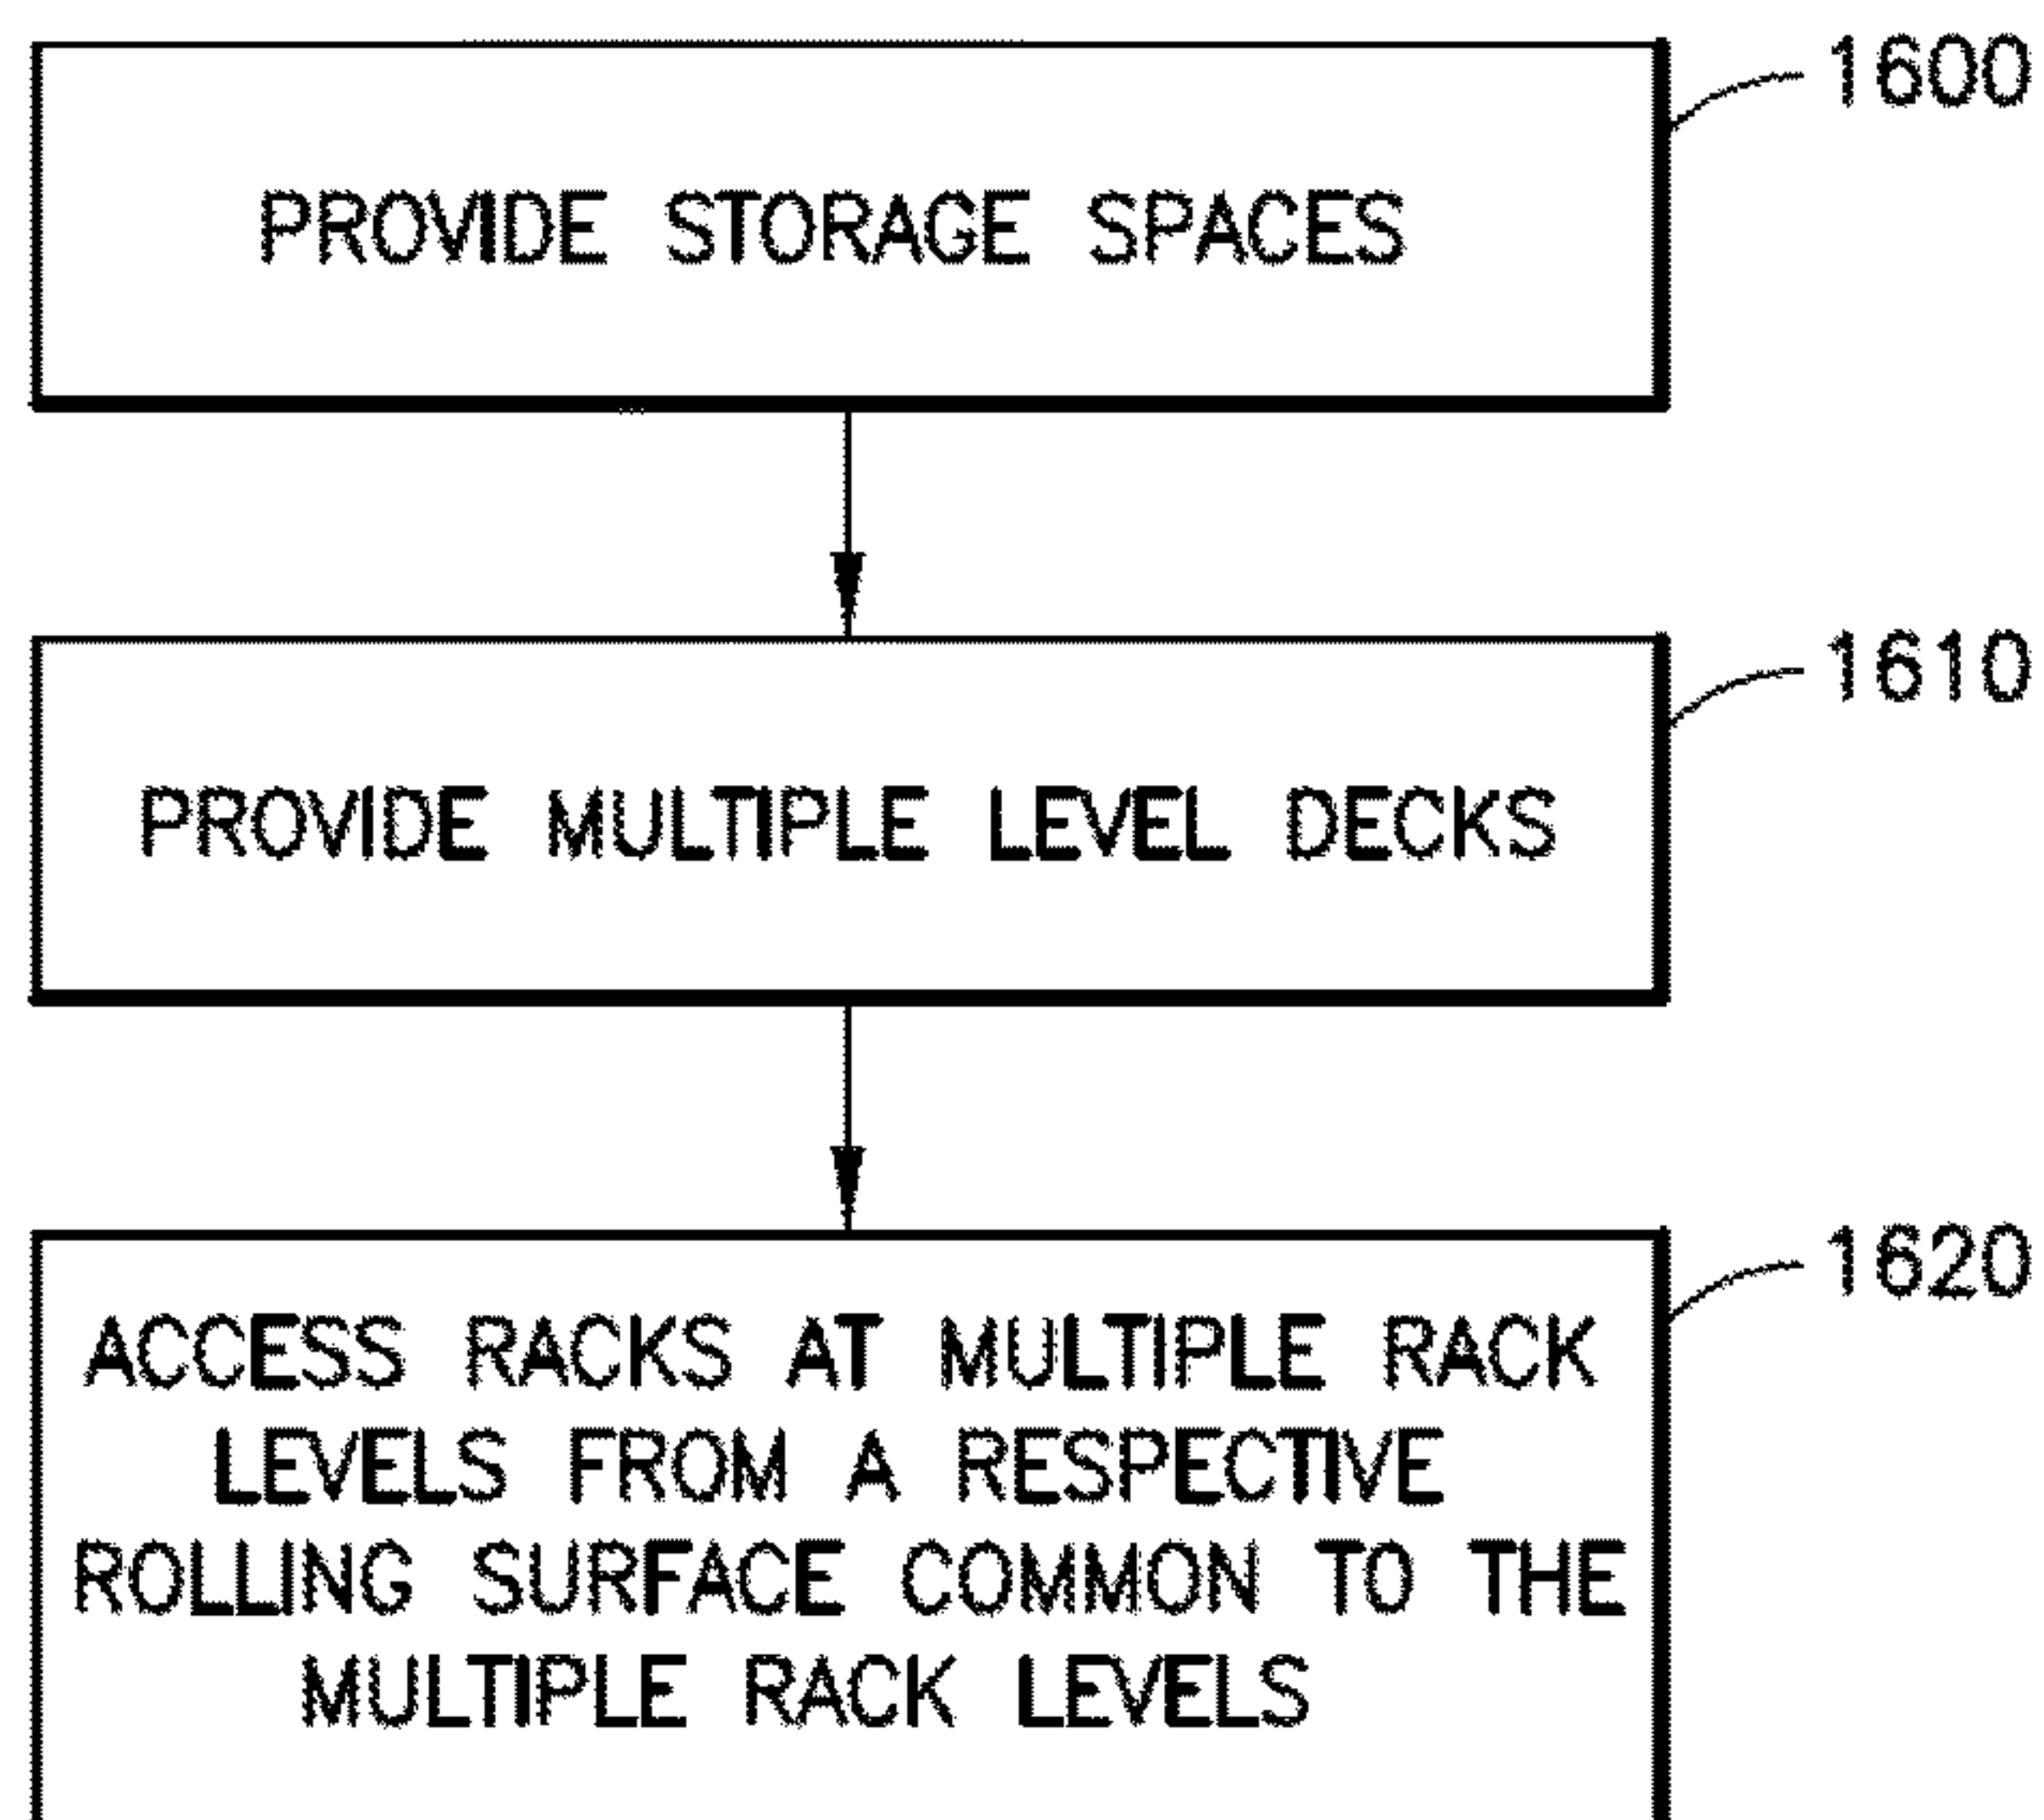 1600
PROVIDE STORAGE SPACES
1610
PROVIDE MULTIPLE LEVEL DECKS
1620
ACCESS RACKS AT MULTIPLE RACK
LEVELS FROM A RESPECTIVE
ROLLING SURFACE COMMON TO THE
MULTIPLE RACK LEVELS